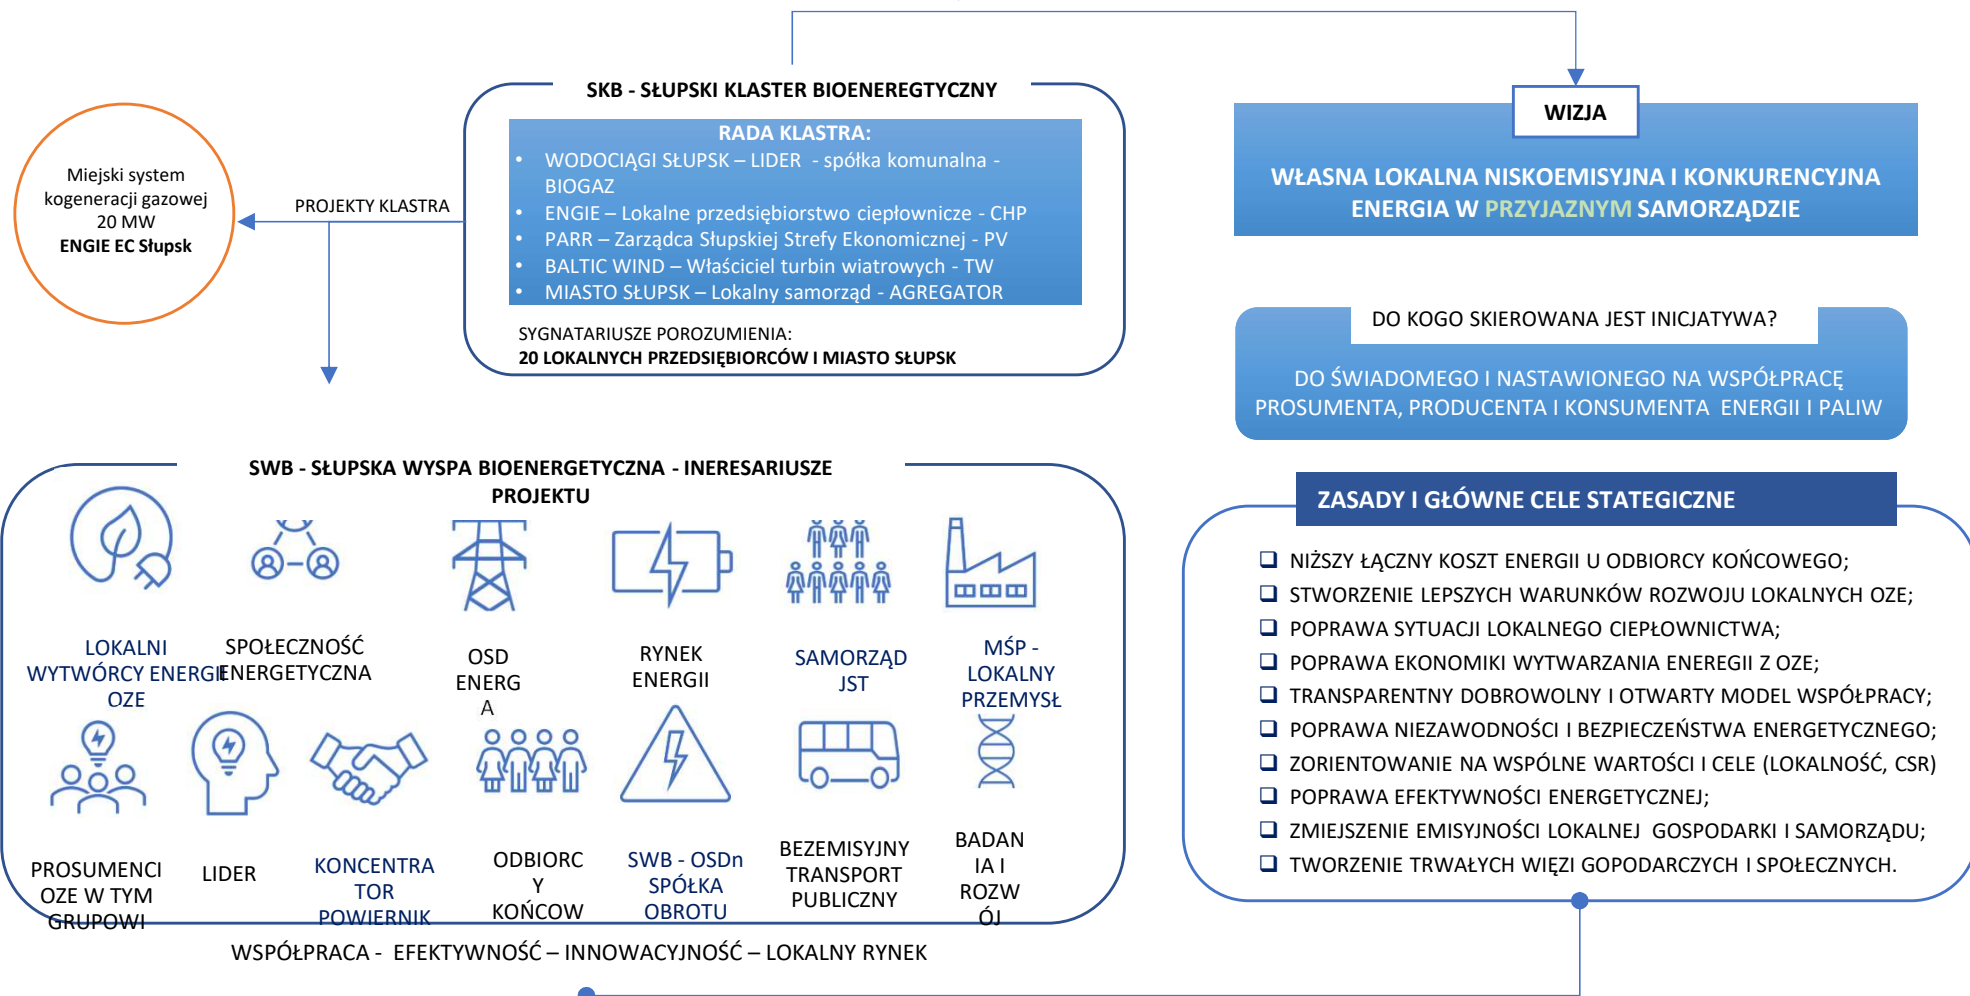 SKB - SŁUPSKI KLASTER BIOENEREGTYCZNY
RADA KLASTRA:
• WODOCIĄGI SŁUPSK – LIDER - spółka komunalna -
BIOGAZ
• ENGIE – Lokalne przedsiębiorstwo ciepłownicze - CHP
• PARR – Zarządca Słupskiej Strefy Ekonomicznej - PV
• BALTIC WIND – Właściciel turbin wiatrowych - TW
• MIASTO SŁUPSK – Lokalny samorząd - AGREGATOR
SYGNATARIUSZE POROZUMIENIA:
20 LOKALNYCH PRZEDSIĘBIORCÓW I MIASTO SŁUPSK
PROJEKTY KLASTRA
Miejski system
kogeneracji gazowej
20 MW
ENGIE EC Słupsk
WIZJA
WŁASNA LOKALNA NISKOEMISYJNA I KONKURENCYJNA
ENERGIA W PRZYJAZNYM SAMORZĄDZIE
DO KOGO SKIEROWANA JEST INICJATYWA?
DO ŚWIADOMEGO I NASTAWIONEGO NA WSPÓŁPRACĘ
PROSUMENTA, PRODUCENTA I KONSUMENTA ENERGII I PALIW
SWB - SŁUPSKA WYSPA BIOENERGETYCZNA - INERESARIUSZE
PROJEKTU
LOKALNI
WYTWÓRCY ENERGII
OZE
SPOŁECZNOŚĆ
ENERGETYCZNA
OSD
ENERG
A
RYNEK
ENERGII
SAMORZĄD
JST
MŚP -
LOKALNY
PRZEMYSŁ
PROSUMENCI
OZE W TYM
GRUPOWI
LIDER
KONCENTRA
TOR
POWIERNIK
ODBIORC
Y
KOŃCOW
SWB - OSDn
SPÓŁKA
OBROTU
BEZEMISYJNY
TRANSPORT
PUBLICZNY
BADAN
IA I
ROZW
ÓJ
WSPÓŁPRACA - EFEKTYWNOŚĆ – INNOWACYJNOŚĆ – LOKALNY RYNEK
ZASADY I GŁÓWNE CELE STATEGICZNE
❑ NIŻSZY ŁĄCZNY KOSZT ENERGII U ODBIORCY KOŃCOWEGO;
❑ STWORZENIE LEPSZYCH WARUNKÓW ROZWOJU LOKALNYCH OZE;
❑ POPRAWA SYTUACJI LOKALNEGO CIEPŁOWNICTWA;
❑ POPRAWA EKONOMIKI WYTWARZANIA ENEREGII Z OZE;
❑ TRANSPARENTNY DOBROWOLNY I OTWARTY MODEL WSPÓŁPRACY;
❑ POPRAWA NIEZAWODNOŚCI I BEZPIECZEŃSTWA ENERGETYCZNEGO;
❑ ZORIENTOWANIE NA WSPÓLNE WARTOŚCI I CELE (LOKALNOŚĆ, CSR)
❑ POPRAWA EFEKTYWNOŚCI ENERGETYCZNEJ;
❑ ZMIEJSZENIE EMISYJNOŚCI LOKALNEJ GOSPODARKI I SAMORZĄDU;
❑ TWORZENIE TRWAŁYCH WIĘZI GOPODARCZYCH I SPOŁECZNYCH.